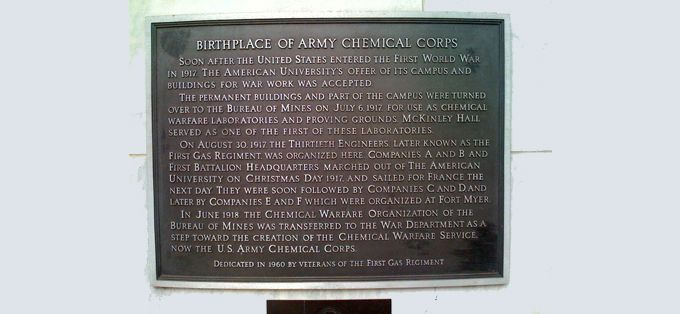 BIRTHPLACE OF ARMY CHEMICAL CORPS
SOON AFTER THE UNITED STATES ENTERED THE FIRST WORLD WAR
IN 1917, THE AMERICAN UNIVERSITY'S OFFER OF ITS CAMPUS AND
BUILDINGS FOR WAR WORK WAS ACCEPTED.
THE PERMANENT BUILDINGS AND PART OF THE CAMPUS WERE TURNED
OVER TO THE BUREAU OF MINES ON JULY 6, 1917, FOR USE AS CHEMICAL
WARFARE LABORATORIES AND PROVING GROUNDS. MCKINLEY HALL
SERVED AS ONE OF THE FIRST OF THESE LABORATORIES.
ON AUGUST 30, 1917, THE THIRTIETH ENGINEERS, LATER KNOWN AS THE
FIRST GAS REGIMENT, WAS ORGANIZED HERE. COMPANIES A AND B AND
FIRST BATTALION HEADQUARTERS MARCHED OUT OF THE AMERICAN
UNIVERSITY ON CHRISTMAS DAY 1917, AND SAILED FOR FRANCE THE
NEXT DAY. THEY WERE SOON FOLLOWED BY COMPANIES C AND D, AND
LATER BY COMPANIES E AND F WHICH WERE ORGANIZED AT FORT MYER.
IN JUNE 1918 THE CHEMICAL WARFARE ORGANIZATION OF THE
BUREAU OF MINES WAS TRANSFERRED TO THE WAR DEPARTMENT AS A
STEP TOWARD THE CREATION OF THE CHEMICAL WARFARE SERVICE,
NOW THE U.S. ARMY CHEMICAL CORPS.
DEDICATED IN 1960 BY VETERANS OF THE FIRST GAS REGIMENT